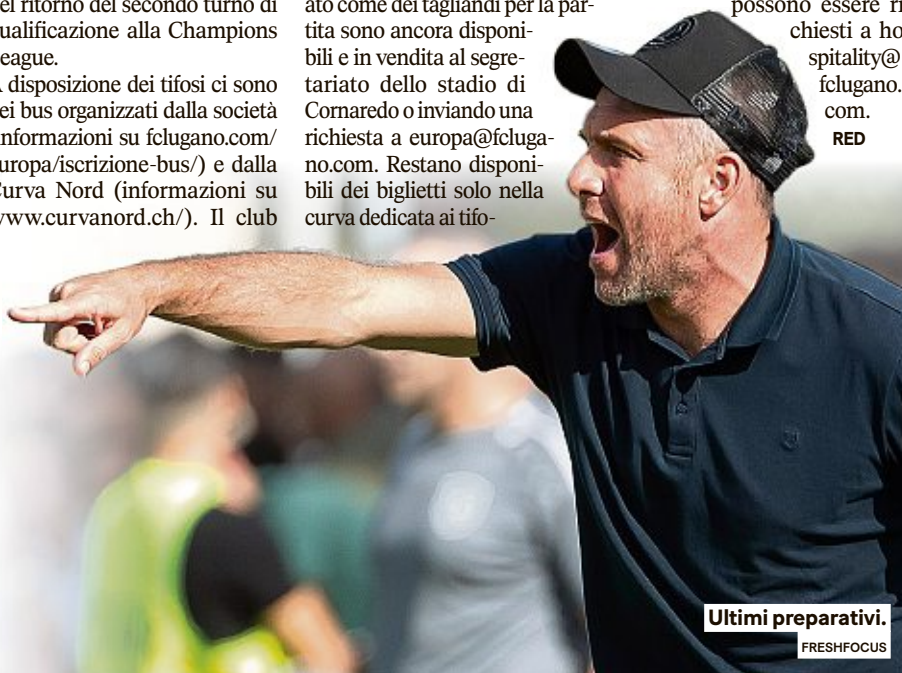 el ritorno del secondo turno di
ualificazione alla Champions
eague.
disposizione dei tifosi ci sono
ei bus organizzati dalla società
informazioni su fclugano.com/
uropa/iscrizione-bus/) e dalla
Curva Nord (informazioni su
www.curvanord.ch/). Il club
ato come dei tagliandi per la par-
tita sono ancora disponi-
bili e in vendita al segre-
tariato dello stadio di
Cornaredo o inviando una
richiesta a europa@fcluga-
no.com. Restano disponi-
bili dei biglietti solo nella
curva dedicata ai tifo-
possono essere ri
chiesti a ho
spitality@
fclugano.
com.
RED
Ultimi preparativi.
FRESHFOCUS